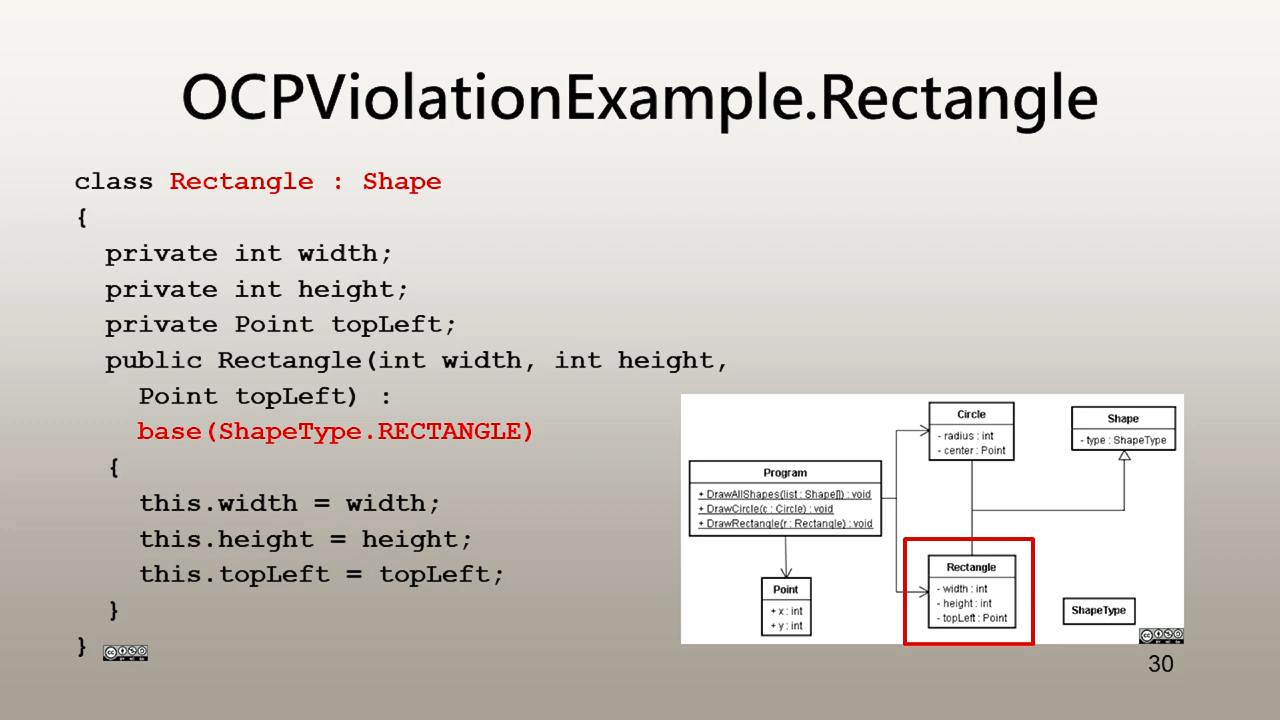 OCPViolationExample.Rectangle
class Rectangle : Shape
{
private int width;
private int height;
private Point topLeft;
public Rectangle(int width, int height,
Point topLeft) :
base(ShapeType.RECTANGLE)
{
this.width = width;
this.height = height;
this.topLeft = topLeft;
}
}
Circle
- radius : int
- center : Point
Shape
- type : ShapeType
Program
+ DrawAllShapes(list : Shape[]) : void
+ DrawCircle(c : Circle) : void
+ DrawRectangle(r : Rectangle) : void
Point
+ x : int
+ y : int
Rectangle
- width : int
- height : int
- topLeft : Point
ShapeType
30